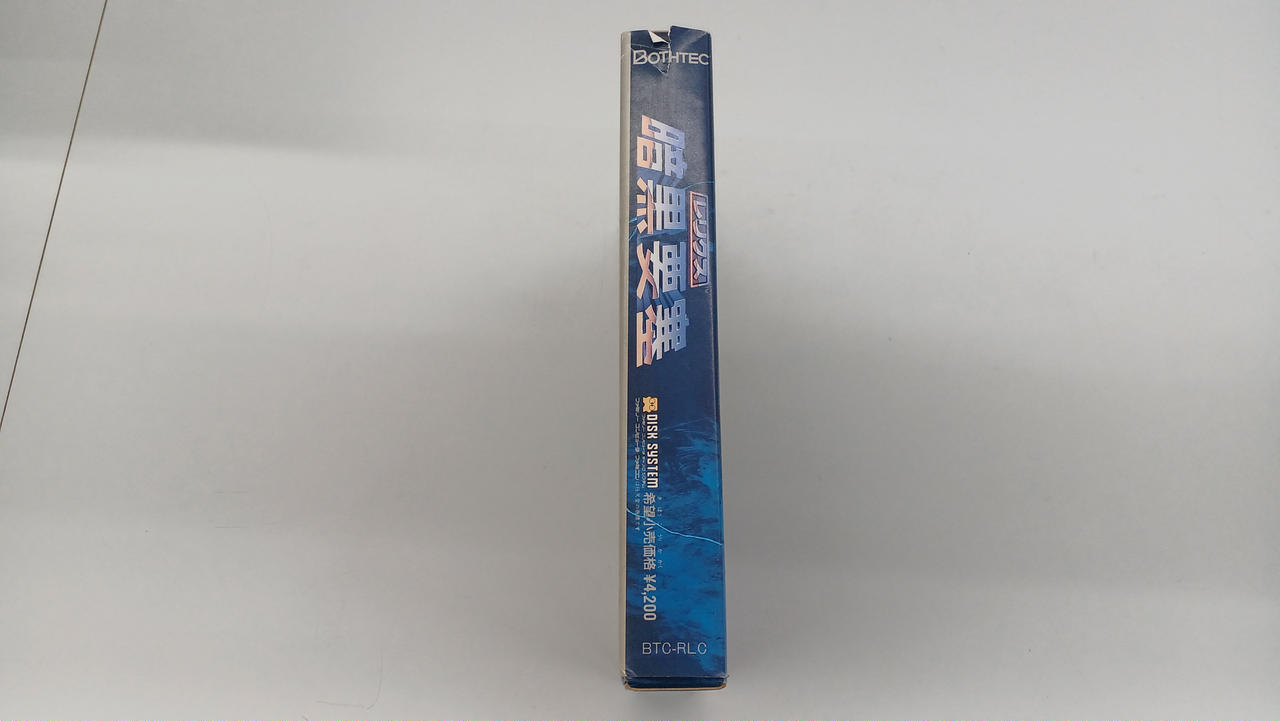 BOTHTEC
レリクス
暗黒要塞
DISK SYSTEM
希望小売価格 ¥4,200
BTC-RLC